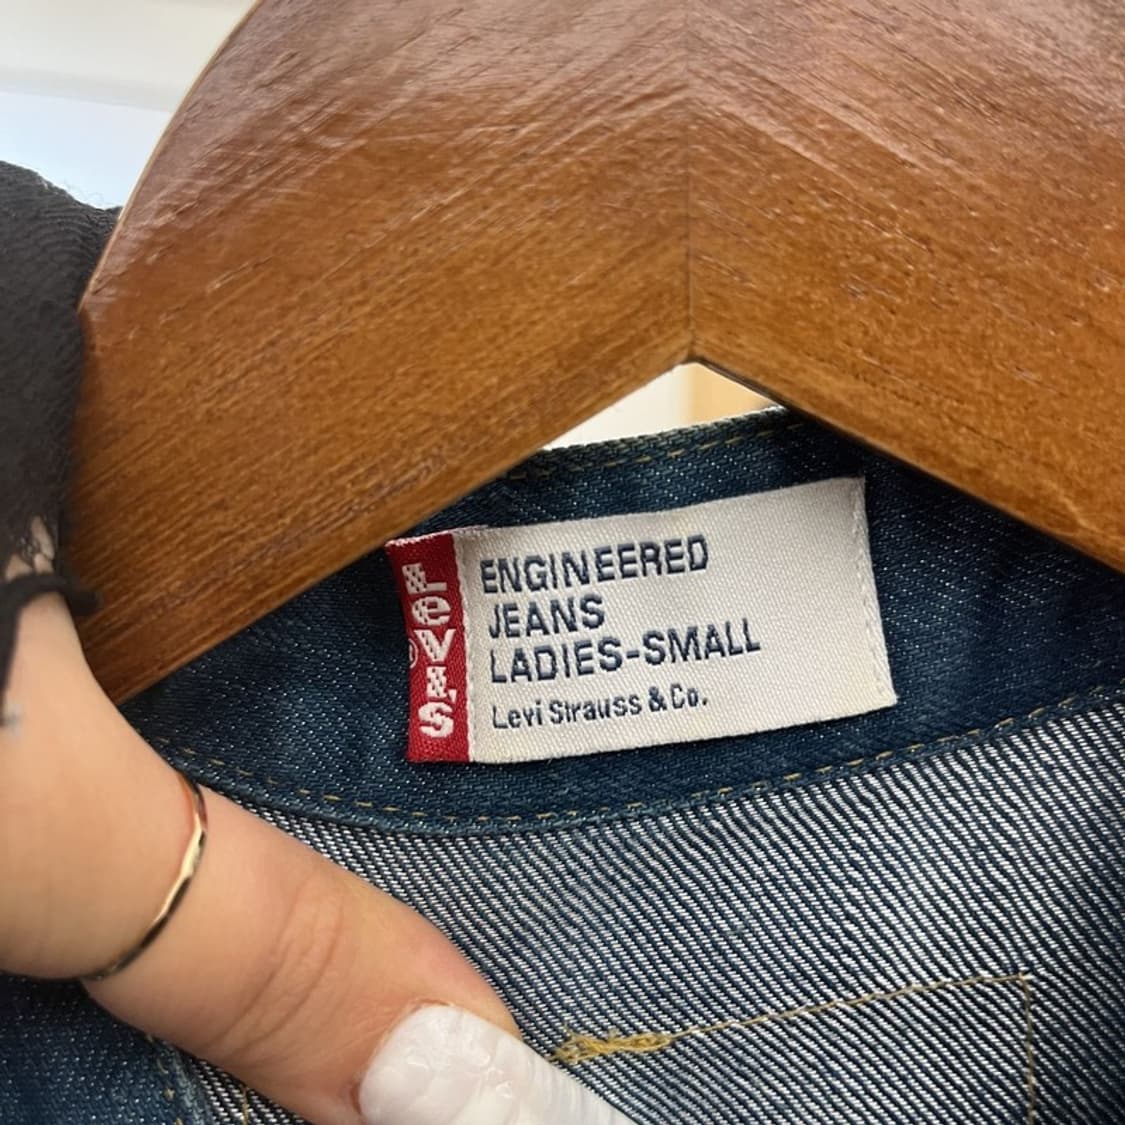 LEVI'S®
ENGINEERED
JEANS
LADIES-SMALL
Levi Strauss & Co.